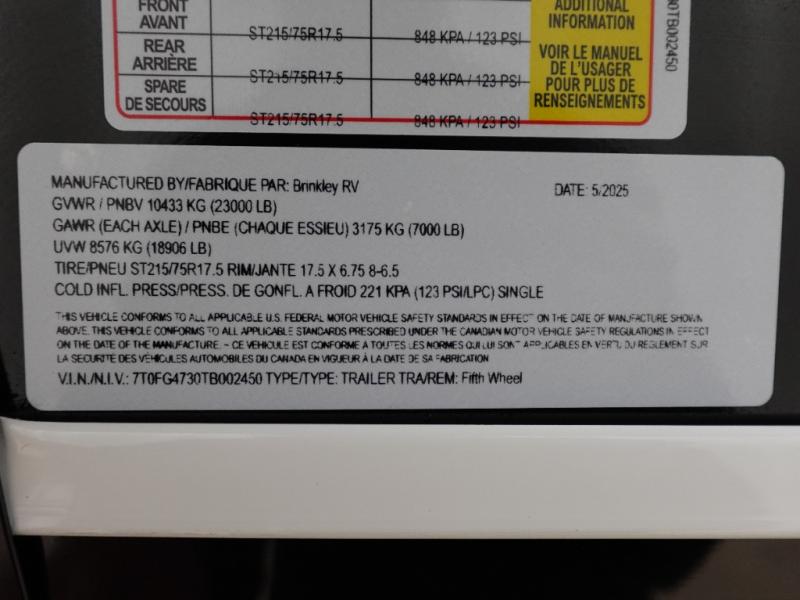 FRONT
AVANT
ST215/75R17.5 848 KPA / 123 PSI
REAR
ARRIÈRE
ST215/75R17.5 848 KPA / 123 PSI
SPARE
DE SECOURS
ST215/75R17.5 848 KPA / 123 PSI
ADDITIONAL
INFORMATION
VOIR LE MANUEL
DE L'USAGER
POUR PLUS DE
RENSEIGNEMENTS
0TB002450
MANUFACTURED BY/FABRIQUE PAR: Brinkley RV DATE: 5/2025
GVWR / PNBV 10433 KG (23000 LB)
GAWR (EACH AXLE) / PNBE (CHAQUE ESSIEU) 3175 KG (7000 LB)
UVW 8576 KG (18906 LB)
TIRE/PNEU ST215/75R17.5 RIM/JANTE 17.5 X 6.75 8-6.5
COLD INFL. PRESS/PRESS. DE GONFL. A FROID 221 KPA (123 PSI/LPC) SINGLE
THIS VEHICLE CONFORMS TO ALL APPLICABLE U.S. FEDERAL MOTOR VEHICLE SAFETY STANDARDS IN EFFECT ON THE DATE OF MANUFACTURE SHOWN
ABOVE. THIS VEHICLE CONFORMS TO ALL APPLICABLE STANDARDS PRESCRIBED UNDER THE CANADIAN MOTOR VEHICLE SAFETY REGULATIONS IN EFFECT
ON THE DATE OF MANUFACTURE. ~ CE VEHICULE EST CONFORME A TOUTES LES NORMES QUI LUI SONT APPLICABLES EN VERTU DU REGLEMENT SUR
LA SECURITE DES VEHICULES AUTOMOBILES DU CANADA EN VIGUEUR À LA DATE DE SA FABRICATION
V.I.N./N.I.V.: 7T0FG4730TB002450 TYPE/TYPE: TRAILER TRA/REM: Fifth Wheel